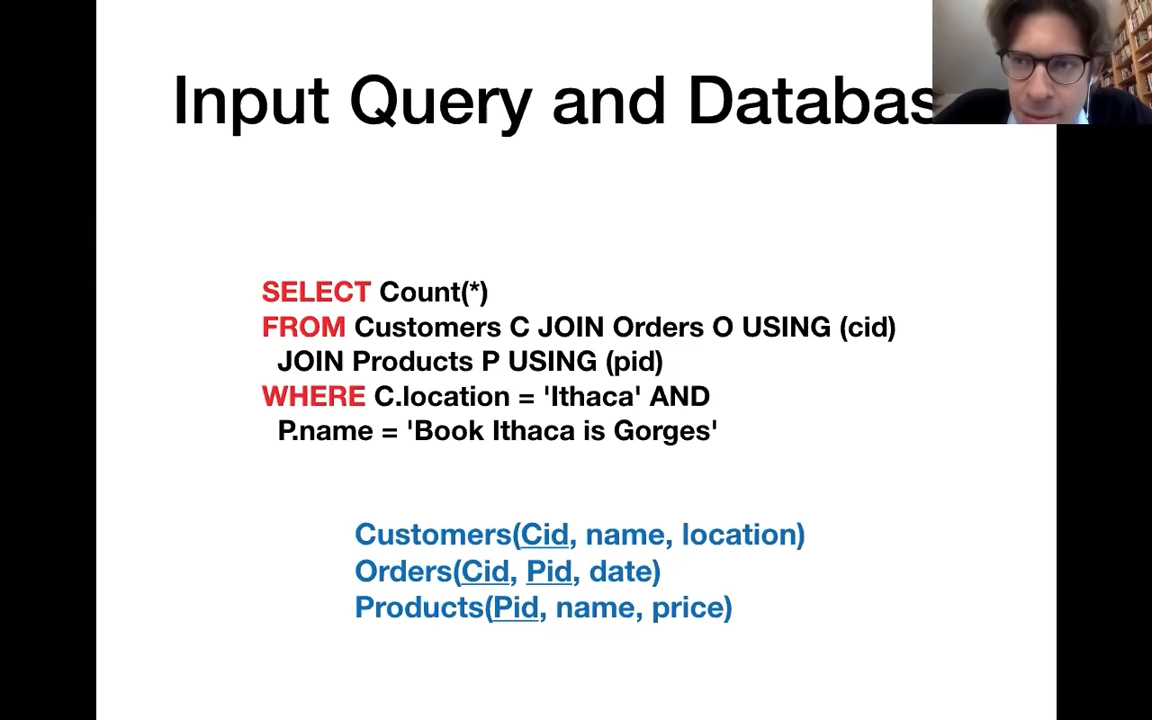 Input Query and Databas
SELECT Count(*)
FROM Customers C JOIN Orders O USING (cid)
JOIN Products P USING (pid)
WHERE C.location = 'Ithaca' AND
P.name = 'Book Ithaca is Gorges'
Customers(Cid, name, location)
Orders(Cid, Pid, date)
Products(Pid, name, price)